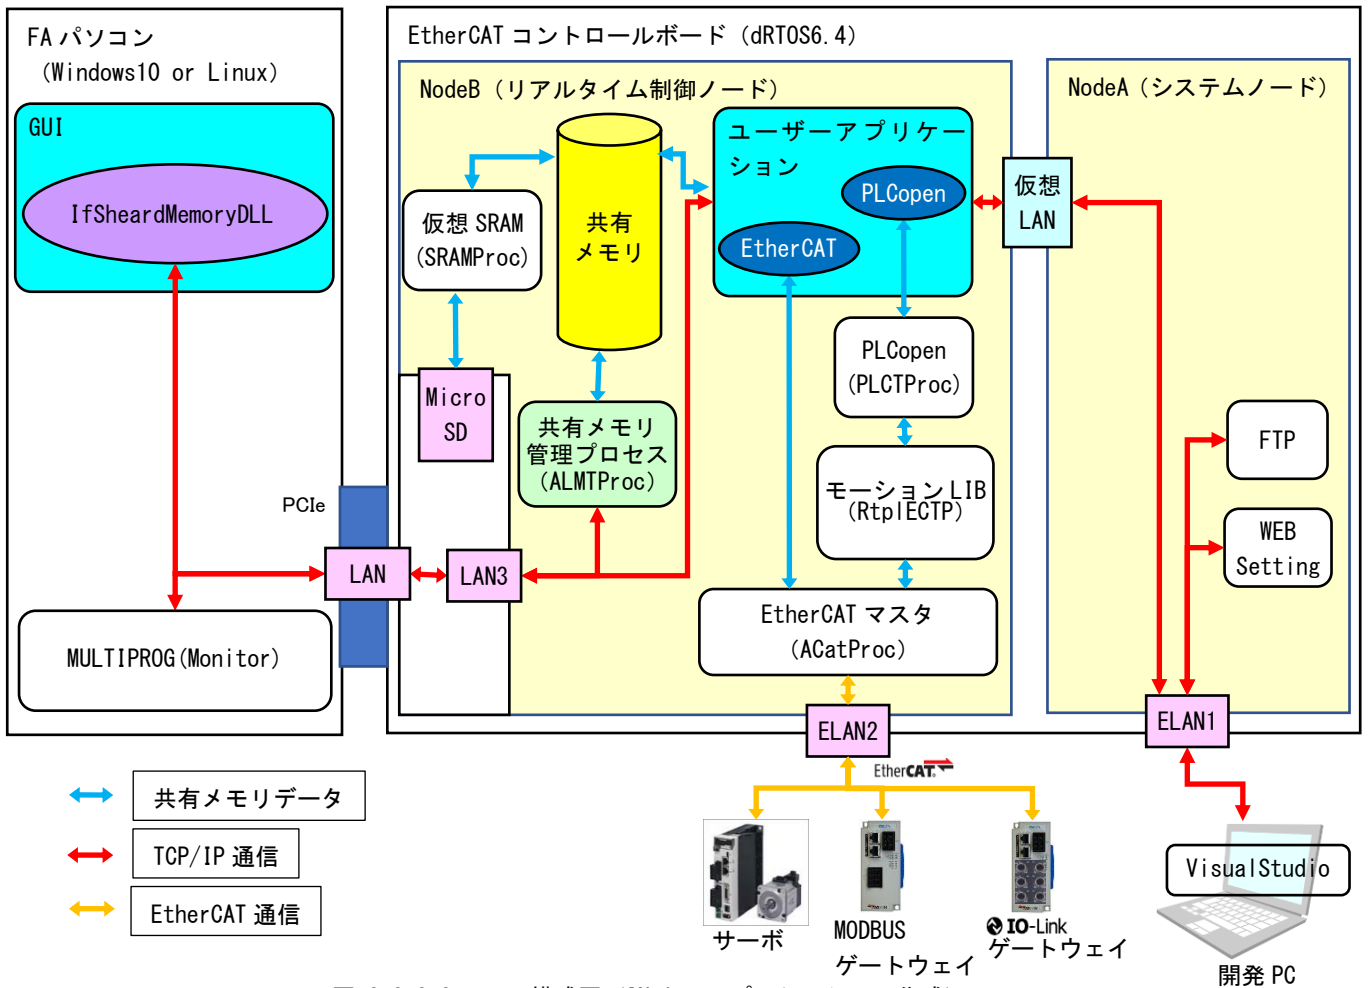 FA パソコン
（Windows10 or Linux）
GUI
IfSheardMemoryDLL
MULTIPROG(Monitor)
PCIe
LAN
LAN3
EtherCAT コントロールボード（dRTOS6.4）
NodeB（リアルタイム制御ノード）
仮想 SRAM
(SRAMProc)
共有
メモリ
Micro
SD
共有メモリ
管理プロセス
(ALMTProc)
ユーザーアプリケー
ション
PLCopen
EtherCAT
PLCopen
(PLCTProc)
モーション LIB
(RtplECTP)
EtherCAT マスタ
(ACatProc)
ELAN2
仮想
LAN
NodeA（システムノード）
FTP
WEB
Setting
ELAN1
共有メモリデータ
TCP/IP 通信
EtherCAT 通信
EtherCAT
サーボ
MODBUS
ゲートウェイ
IO-Link
ゲートウェイ
VisualStudio
開発 PC